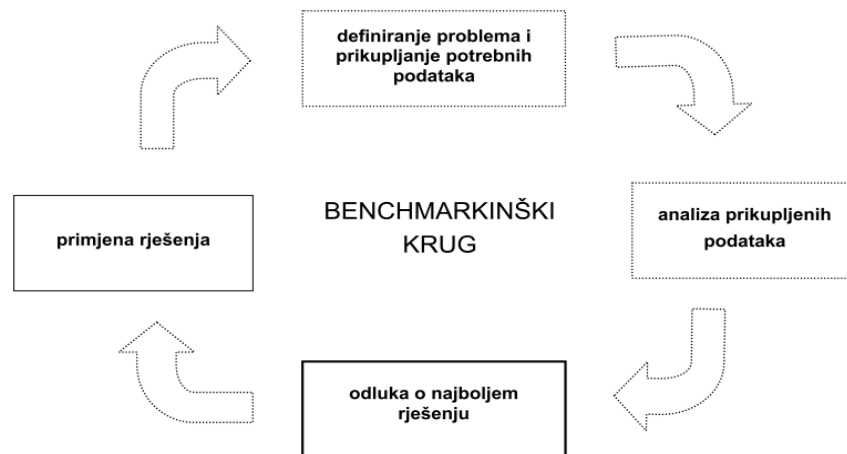 definiranje problema i
prikupljanje potrebnih
podataka
primjena rješenja
BENCHMARKINŠKI
KRUG
analiza prikupljenih
podataka
odluka o najboljem
rješenju